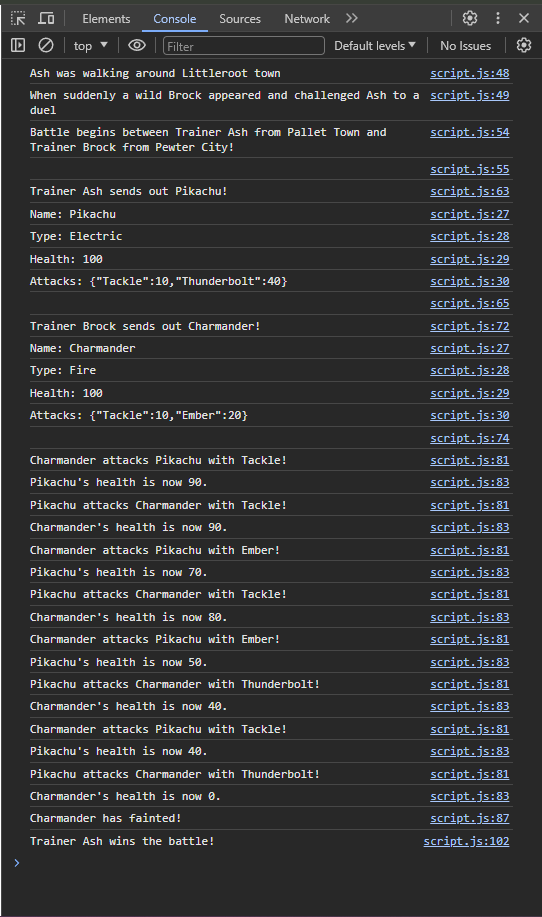 Elements Console Sources Network
top Filter Default levels No Issues
Ash was walking around Littleroot town script.js:48
When suddenly a wild Brock appeared and challenged Ash to a script.js:49
duel
Battle begins between Trainer Ash from Pallet Town and script.js:54
Trainer Brock from Pewter City!
script.js:55
Trainer Ash sends out Pikachu! script.js:63
Name: Pikachu script.js:27
Type: Electric script.js:28
Health: 100 script.js:29
Attacks: {"Tackle":10,"Thunderbolt":40} script.js:30
script.js:65
Trainer Brock sends out Charmander! script.js:72
Name: Charmander script.js:27
Type: Fire script.js:28
Health: 100 script.js:29
Attacks: {"Tackle":10,"Ember":20} script.js:30
script.js:74
Charmander attacks Pikachu with Tackle! script.js:81
Pikachu's health is now 90. script.js:83
Pikachu attacks Charmander with Tackle! script.js:81
Charmander's health is now 90. script.js:83
Charmander attacks Pikachu with Ember! script.js:81
Pikachu's health is now 70. script.js:83
Pikachu attacks Charmander with Tackle! script.js:81
Charmander's health is now 80. script.js:83
Charmander attacks Pikachu with Ember! script.js:81
Pikachu's health is now 50. script.js:83
Pikachu attacks Charmander with Thunderbolt! script.js:81
Charmander's health is now 40. script.js:83
Charmander attacks Pikachu with Tackle! script.js:81
Pikachu's health is now 40. script.js:83
Pikachu attacks Charmander with Thunderbolt! script.js:81
Charmander's health is now 0. script.js:83
Charmander has fainted! script.js:87
Trainer Ash wins the battle! script.js:102